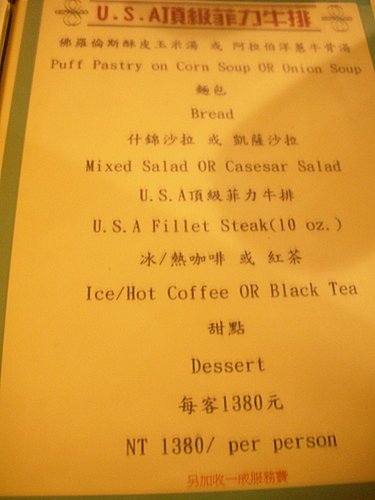 U.S.A頂級菲力牛排
佛羅倫斯酥皮玉米湯 或 阿拉伯洋蔥牛骨湯
Puff Pastry on Corn Soup OR Onion Soup
麵包
Bread
什錦沙拉 或 凱薩沙拉
Mixed Salad OR Casesar Salad
U.S.A頂級菲力牛排
U.S.A Fillet Steak(10 oz.)
冰/熱咖啡 或 紅茶
Ice/Hot Coffee OR Black Tea
甜點
Dessert
每客1380元
NT 1380/ per person
另加收一成服務費